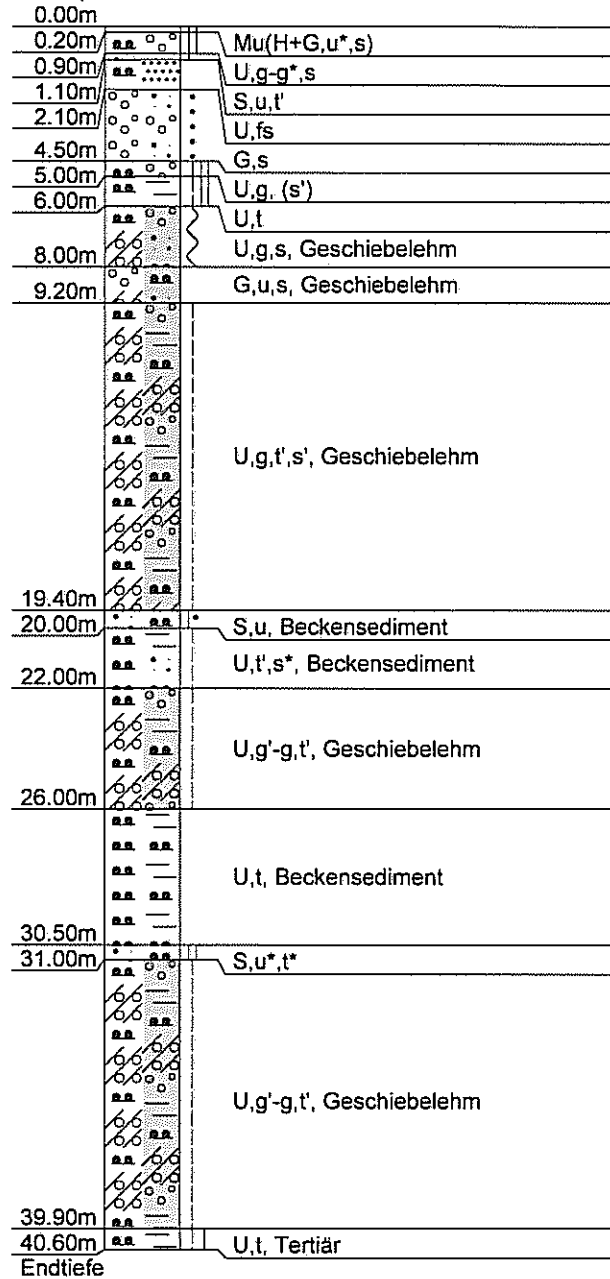 0.00m
0.20m Mu(H+G,u*,s)
0.90m U,g-g*,s
1.10m S,u,t'
2.10m U,fs
4.50m G,s
5.00m U,g, (s')
6.00m U,t
U,g,s, Geschiebelehm
8.00m
G,u,s, Geschiebelehm
9.20m
U,g,t',s', Geschiebelehm
19.40m
20.00m S,u, Beckensediment
U,t',s*, Beckensediment
22.00m
U,g'-g,t', Geschiebelehm
26.00m
U,t, Beckensediment
30.50m
31.00m S,u*,t*
U,g'-g,t', Geschiebelehm
39.90m
40.60m U,t, Tertiär
Endtiefe